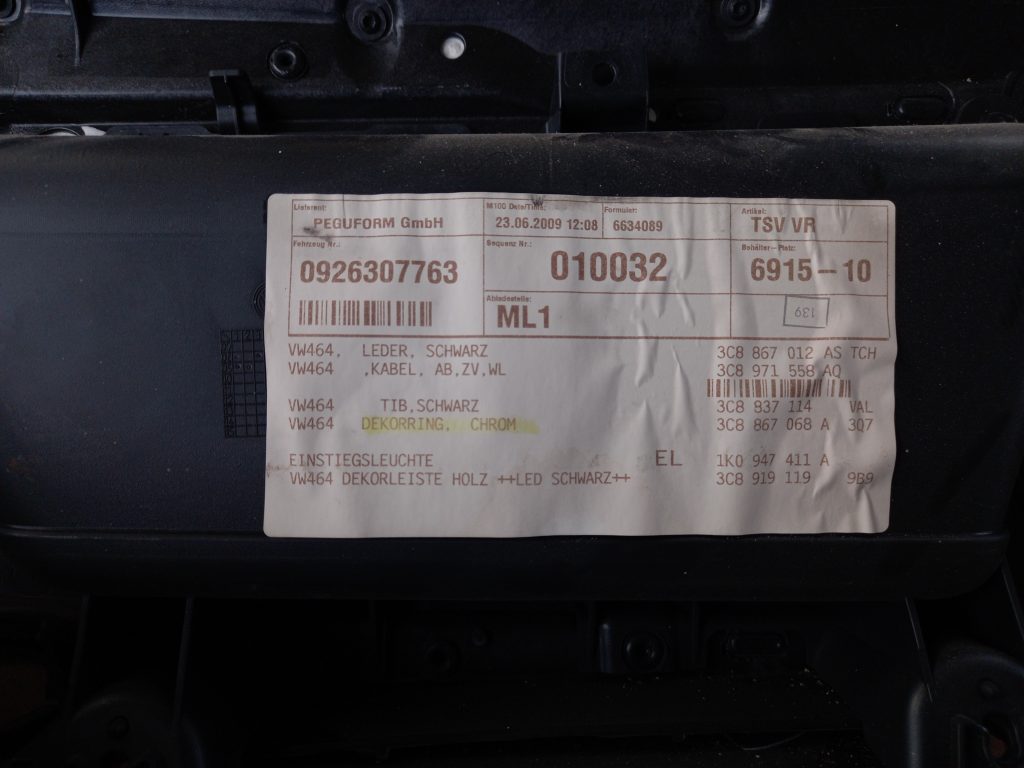 Lieferant:
PEGUFORM GmbH
M100 Date/Time:
23.06.2009 12:08
Formuler:
6634089
Artikel:
TSV VR
Fahrzeug Nr.:
0926307763
Sequenz Nr.:
010032
Behälter-Platz:
6915-10
Abladestelle:
ML1
139
VW464, LEDER, SCHWARZ 3C8 867 012 AS TCH
VW464 ,KABEL, AB,ZV,WL 3C8 971 558 AQ
VW464 TIB,SCHWARZ 3C8 837 114 VAL
VW464 DEKORRING, CHROM 3C8 867 068 A 3Q7
EINSTIEGSLEUCHTE EL 1K0 947 411 A
VW464 DEKORLEISTE HOLZ ++LED SCHWARZ++ 3C8 919 119 9B9